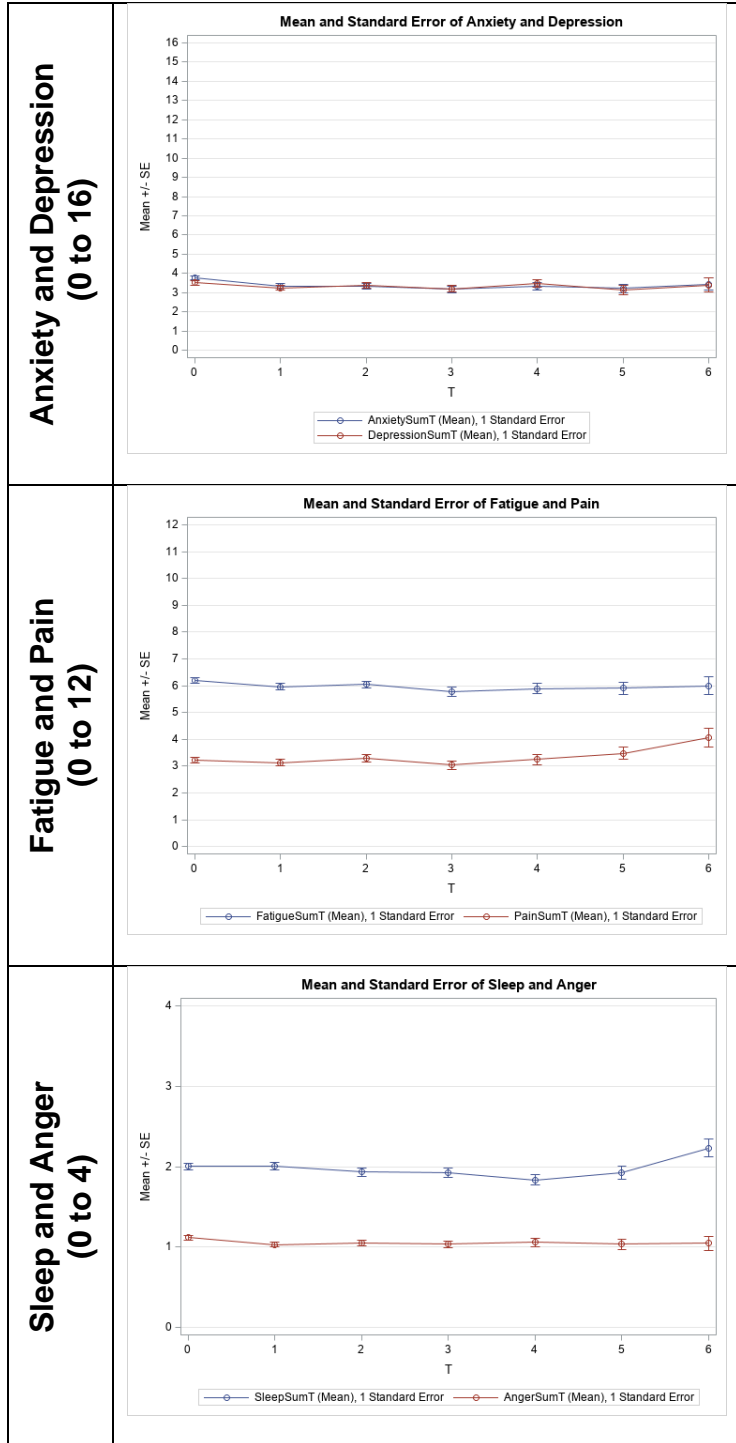 Anxiety and Depression
(0 to 16)
Mean and Standard Error of Anxiety and Depression
Mean +/- SE
16
15
14
13
12
11
10
9
8
7
6
5
4
3
2
1
0
0 1 2 3 4 5 6
T
AnxietySumT (Mean), 1 Standard Error
DepressionSumT (Mean), 1 Standard Error
Fatigue and Pain
(0 to 12)
Mean and Standard Error of Fatigue and Pain
Mean +/- SE
12
11
10
9
8
7
6
5
4
3
2
1
0
0 1 2 3 4 5 6
T
FatigueSumT (Mean), 1 Standard Error PainSumT (Mean), 1 Standard Error
Sleep and Anger
(0 to 4)
Mean and Standard Error of Sleep and Anger
Mean +/- SE
4
3
2
1
0
0 1 2 3 4 5 6
T
SleepSumT (Mean), 1 Standard Error AngerSumT (Mean), 1 Standard Error